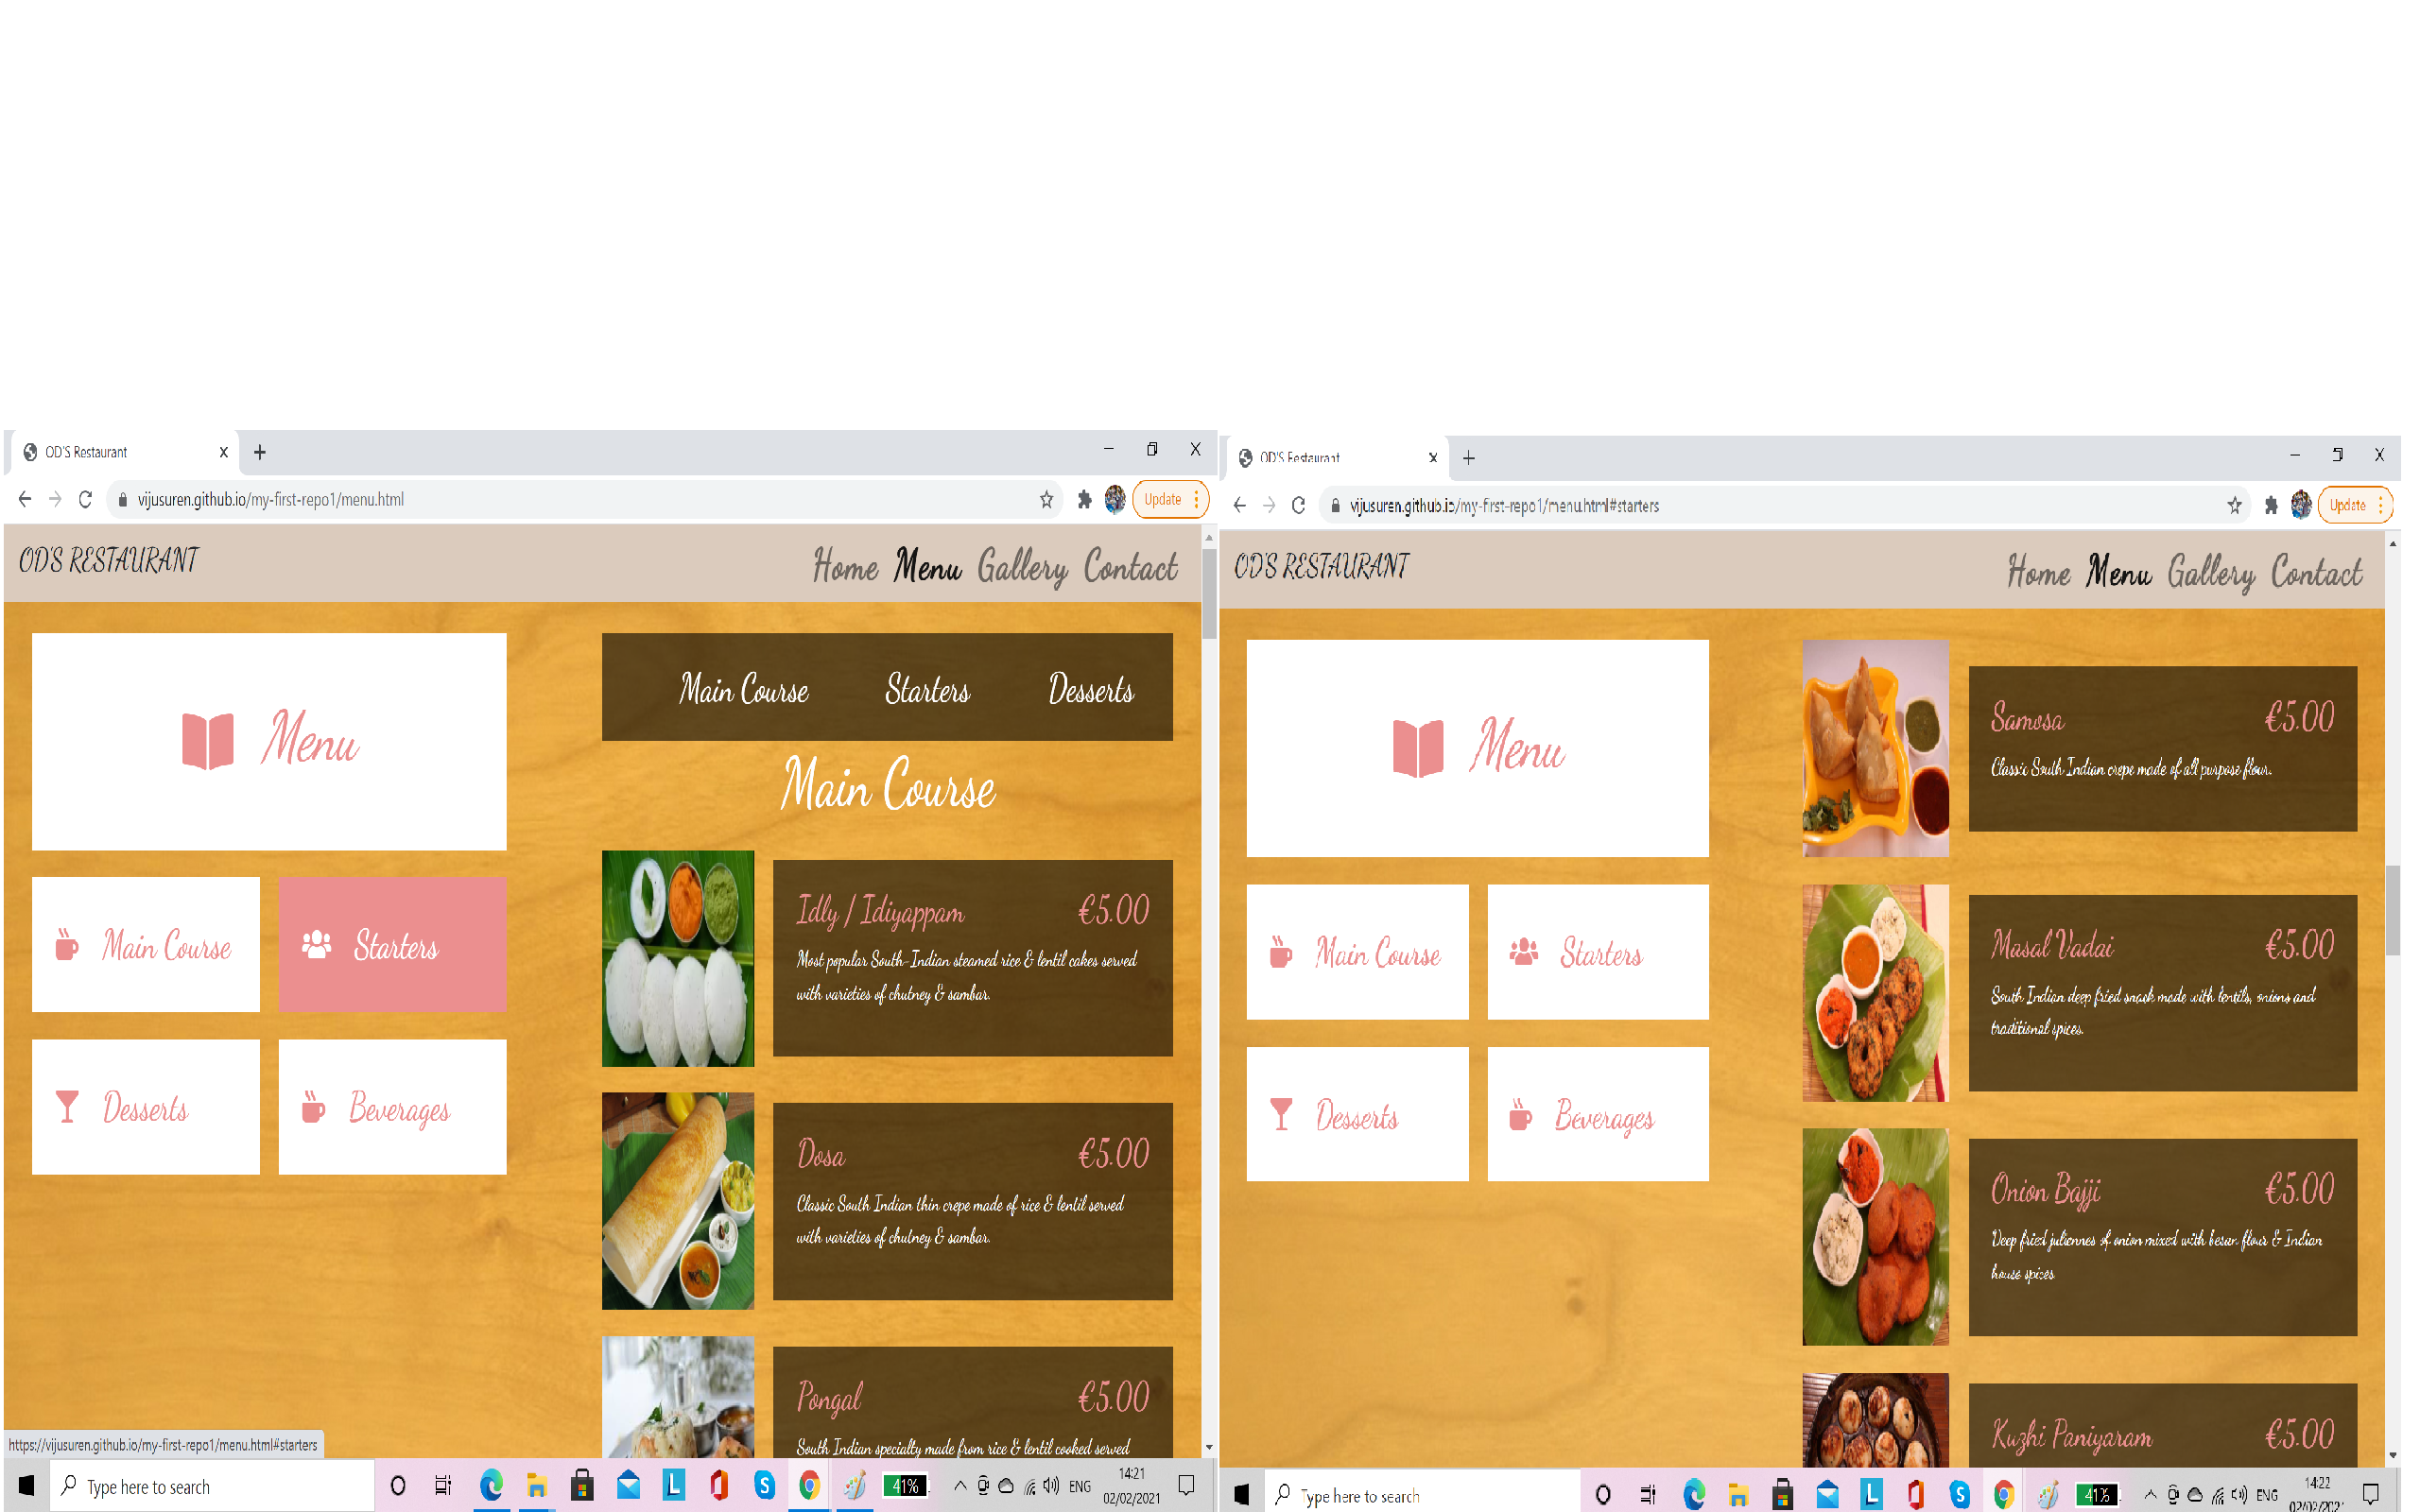 OD'S Restaurant
vijusuren.github.io/my-first-repo1/menu.html
Update
OD'S RESTAURANT
Home Menu Gallery Contact
Menu
Main Course
Starters
Desserts
Beverages
Main Course Starters Desserts
Main Course
Idly / Idiyappam €5.00
Most popular South-Indian steamed rice & lentil cakes served
with varieties of chutney & sambar.
Dosa €5.00
Classic South Indian thin crepe made of rice & lentil served
with varieties of chutney & sambar.
Pongal €5.00
South Indian specialty made from rice & lentil cooked served
https://vijusuren.github.io/my-first-repo1/menu.html#starters
Type here to search
41%
ENG
14:21
02/02/2021
OD'S Restaurant
vijusuren.github.io/my-first-repo1/menu.html#starters
Update
OD'S RESTAURANT
Home Menu Gallery Contact
Menu
Main Course
Starters
Desserts
Beverages
Samosa €5.00
Classic South Indian crepe made of all purpose flour.
Masal Vadai €5.00
South Indian deep fried snack made with lentils, onions and
traditional spices.
Onion Bajji €5.00
Deep fried juliennes of onion mixed with besan flour & Indian
house spices
Kuzhi Paniyaram €5.00
Type here to search
41%
ENG
14:22
02/02/2021